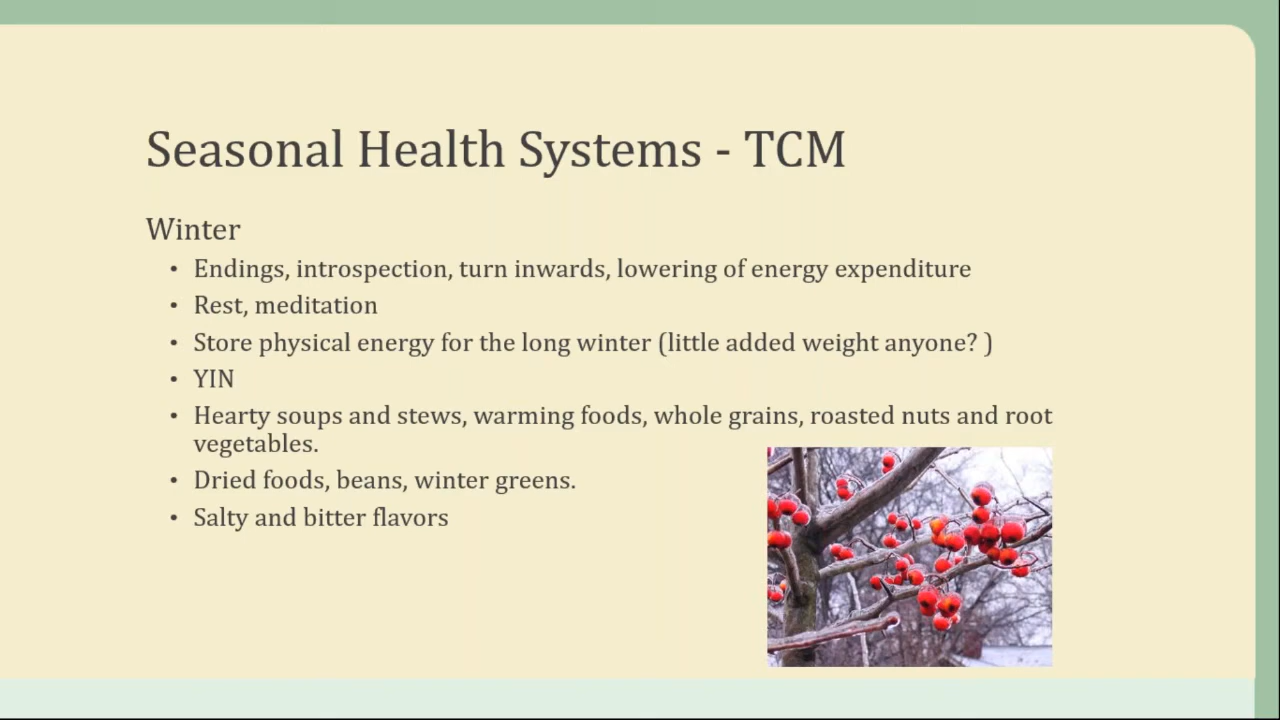 Seasonal Health Systems - TCM
Winter
• Endings, introspection, turn inwards, lowering of energy expenditure
• Rest, meditation
• Store physical energy for the long winter (little added weight anyone? )
• YIN
• Hearty soups and stews, warming foods, whole grains, roasted nuts and root
vegetables.
• Dried foods, beans, winter greens.
• Salty and bitter flavors